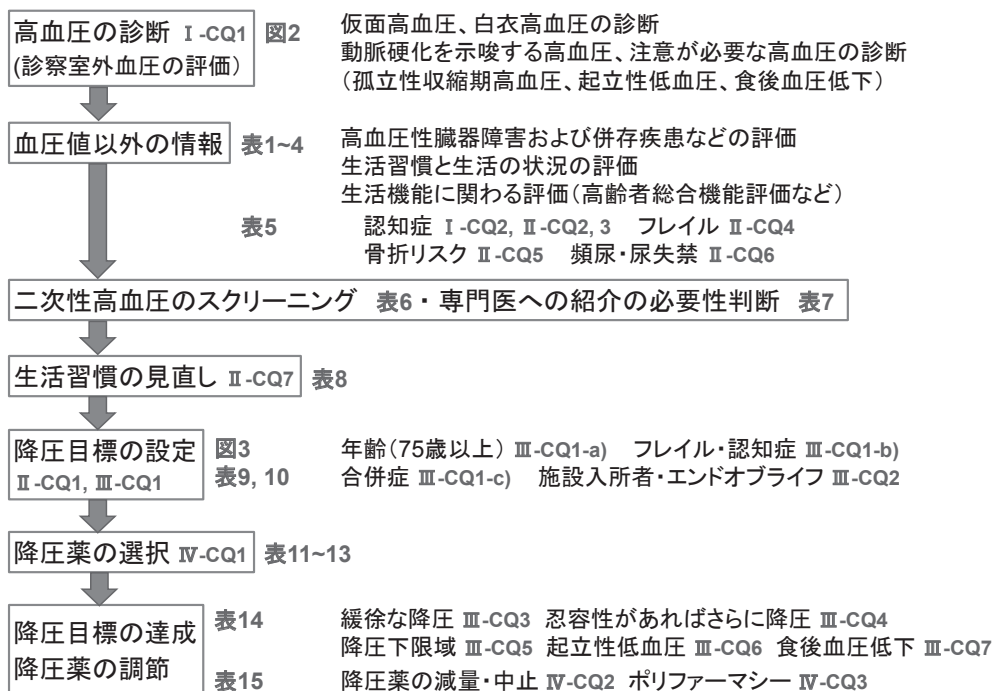 高血圧の診断 Ⅰ-CQ1 図2 仮面高血圧、白衣高血圧の診断
(診察室外血圧の評価) 動脈硬化を示唆する高血圧、注意が必要な高血圧の診断
(孤立性収縮期高血圧、起立性低血圧、食後血圧低下)
血圧値以外の情報 表1~4 高血圧性臓器障害および併存疾患などの評価
生活習慣と生活の状況の評価
生活機能に関わる評価(高齢者総合機能評価など)
表5 認知症 Ⅰ-CQ2, Ⅱ-CQ2, 3 フレイル Ⅱ-CQ4
骨折リスク Ⅱ-CQ5 頻尿・尿失禁 Ⅱ-CQ6
二次性高血圧のスクリーニング 表6・専門医への紹介の必要性判断 表7
生活習慣の見直し Ⅱ-CQ7 表8
降圧目標の設定 図3 年齢(75歳以上) Ⅲ-CQ1-a) フレイル・認知症 Ⅲ-CQ1-b)
Ⅱ-CQ1, Ⅲ-CQ1 表9, 10 合併症 Ⅲ-CQ1-c) 施設入所者・エンドオブライフ Ⅲ-CQ2
降圧薬の選択 Ⅳ-CQ1 表11~13
降圧目標の達成 表14 緩徐な降圧 Ⅲ-CQ3 忍容性があればさらに降圧 Ⅲ-CQ4
降圧下限域 Ⅲ-CQ5 起立性低血圧 Ⅲ-CQ6 食後血圧低下 Ⅲ-CQ7
降圧薬の調節 表15 降圧薬の減量・中止 Ⅳ-CQ2 ポリファーマシー Ⅳ-CQ3